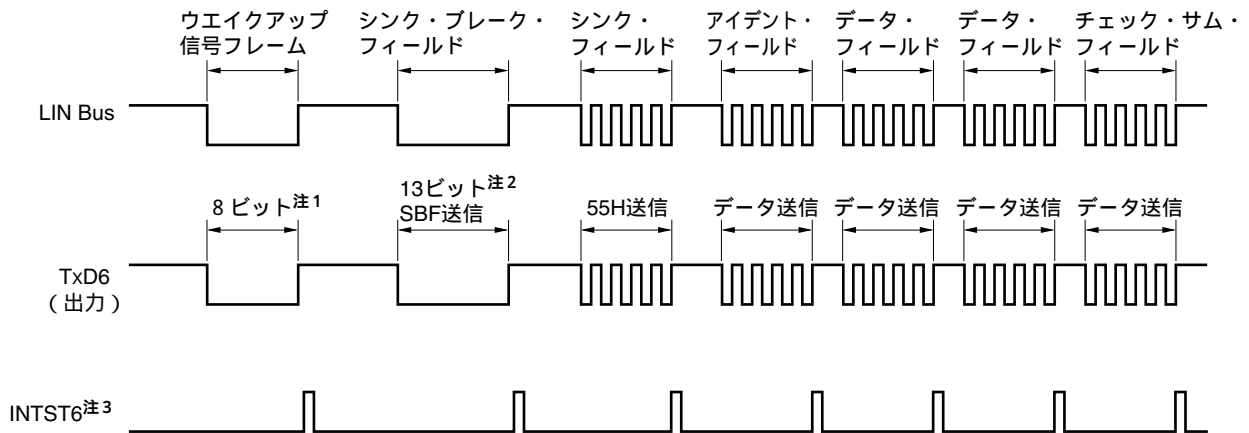 ウエイクアップ
信号フレーム
シンク・ブレーク・
フィールド
シンク・
フィールド
アイデント・
フィールド
データ・
フィールド
データ・
フィールド
チェック・サム・
フィールド
LIN Bus
8 ビット注1
13ビット注2
SBF送信
55H送信
データ送信
データ送信
データ送信
データ送信
TxD6
(出力)
INTST6注3